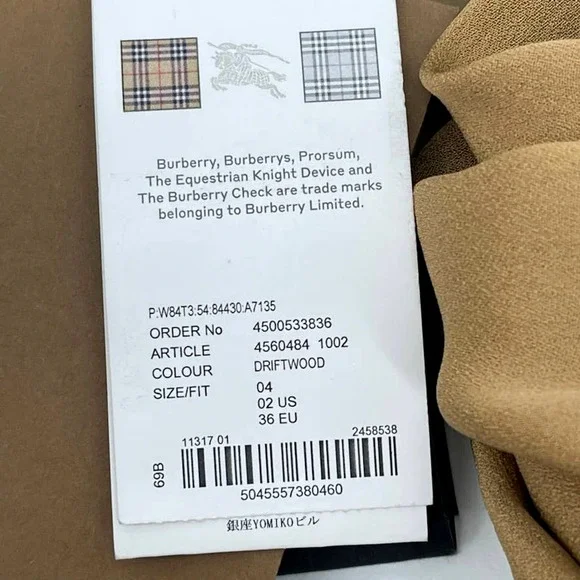 Burberry, Burberrys, Prorsum,
The Equestrian Knight Device and
The Burberry Check are trade marks
belonging to Burberry Limited.
P:W84T3:54:84430:A7135
ORDER No 4500533836
ARTICLE 4560484 1002
COLOUR DRIFTWOOD
SIZE/FIT 04
02 US
36 EU
11317 01 2458538
69B
5045557380460
銀座YOMIKOビル